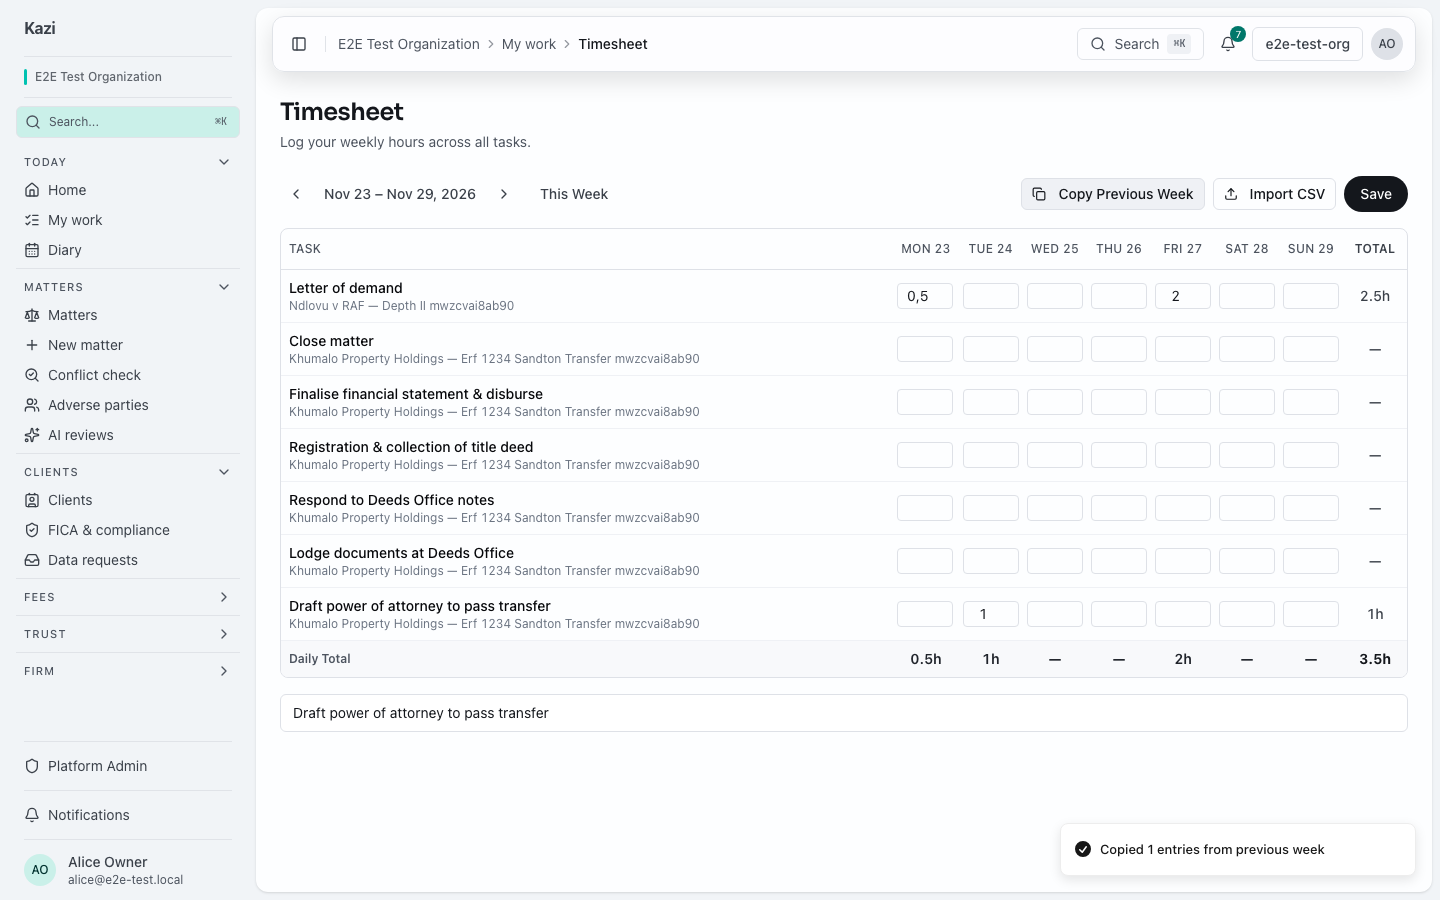 Kazi
E2E Test Organization
Search... ⌘K
TODAY
Home
My work
Diary
MATTERS
Matters
New matter
Conflict check
Adverse parties
AI reviews
CLIENTS
Clients
FICA & compliance
Data requests
FEES
TRUST
FIRM
Platform Admin
Notifications
AO
Alice Owner
alice@e2e-test.local
E2E Test Organization My work Timesheet
Search ⌘K
7
e2e-test-org
AO
Timesheet
Log your weekly hours across all tasks.
Nov 23 – Nov 29, 2026
This Week
Copy Previous Week
Import CSV
Save
TASK MON 23 TUE 24 WED 25 THU 26 FRI 27 SAT 28 SUN 29 TOTAL
Letter of demand
Ndlovu v RAF — Depth II mwzcvai8ab90
0,5 2 2.5h
Close matter
Khumalo Property Holdings — Erf 1234 Sandton Transfer mwzcvai8ab90
—
Finalise financial statement & disburse
Khumalo Property Holdings — Erf 1234 Sandton Transfer mwzcvai8ab90
—
Registration & collection of title deed
Khumalo Property Holdings — Erf 1234 Sandton Transfer mwzcvai8ab90
—
Respond to Deeds Office notes
Khumalo Property Holdings — Erf 1234 Sandton Transfer mwzcvai8ab90
—
Lodge documents at Deeds Office
Khumalo Property Holdings — Erf 1234 Sandton Transfer mwzcvai8ab90
—
Draft power of attorney to pass transfer
Khumalo Property Holdings — Erf 1234 Sandton Transfer mwzcvai8ab90
1 1h
Daily Total 0.5h 1h — — 2h — — 3.5h
Draft power of attorney to pass transfer
Copied 1 entries from previous week